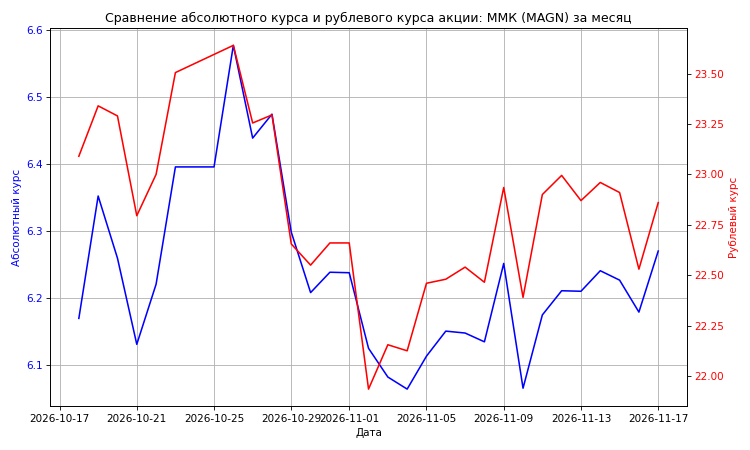 Сравнение абсолютного курса и рублевого курса акции: ММК (MAGN) за месяц
6.6
6.5
6.4
6.3
6.2
6.1
Абсолютный курс
23.50
23.25
23.00
22.75
22.50
22.25
22.00
Рублевый курс
2026-10-17 2026-10-21 2026-10-25 2026-10-29 2026-11-01 2026-11-05 2026-11-09 2026-11-13 2026-11-17
Дата